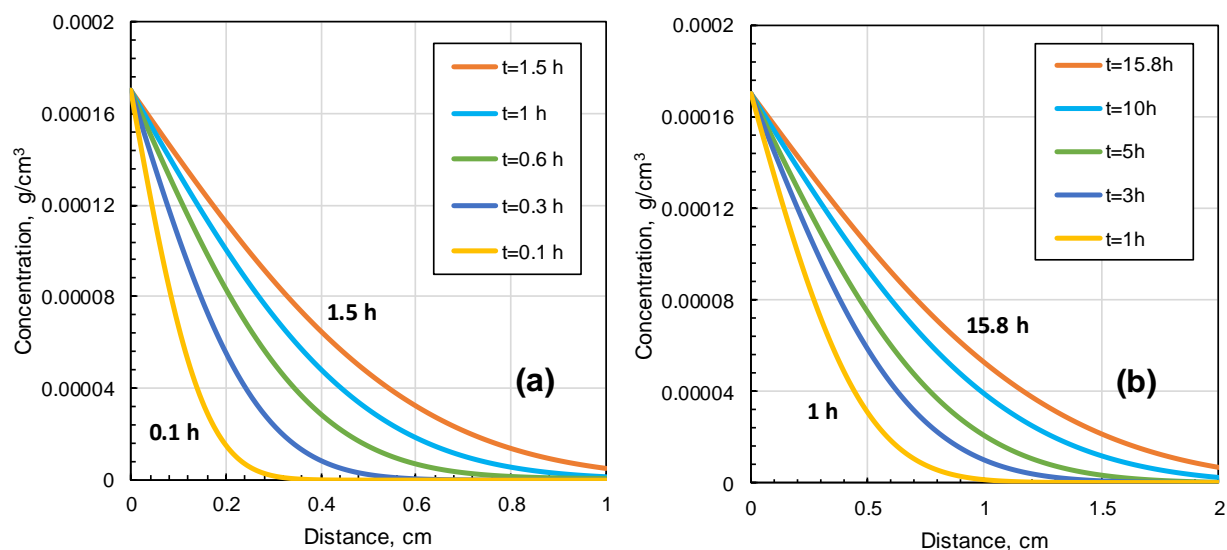 0.0002
0.00016
0.00012
0.00008
0.00004
0
Concentration, g/cm³
t=1.5 h
t=1 h
t=0.6 h
t=0.3 h
t=0.1 h
1.5 h
0.1 h
(a)
0 0.2 0.4 0.6 0.8 1
Distance, cm
0.0002
0.00016
0.00012
0.00008
0.00004
0
Concentration, g/cm³
t=15.8h
t=10h
t=5h
t=3h
t=1h
15.8 h
1 h
(b)
0 0.5 1 1.5 2
Distance, cm